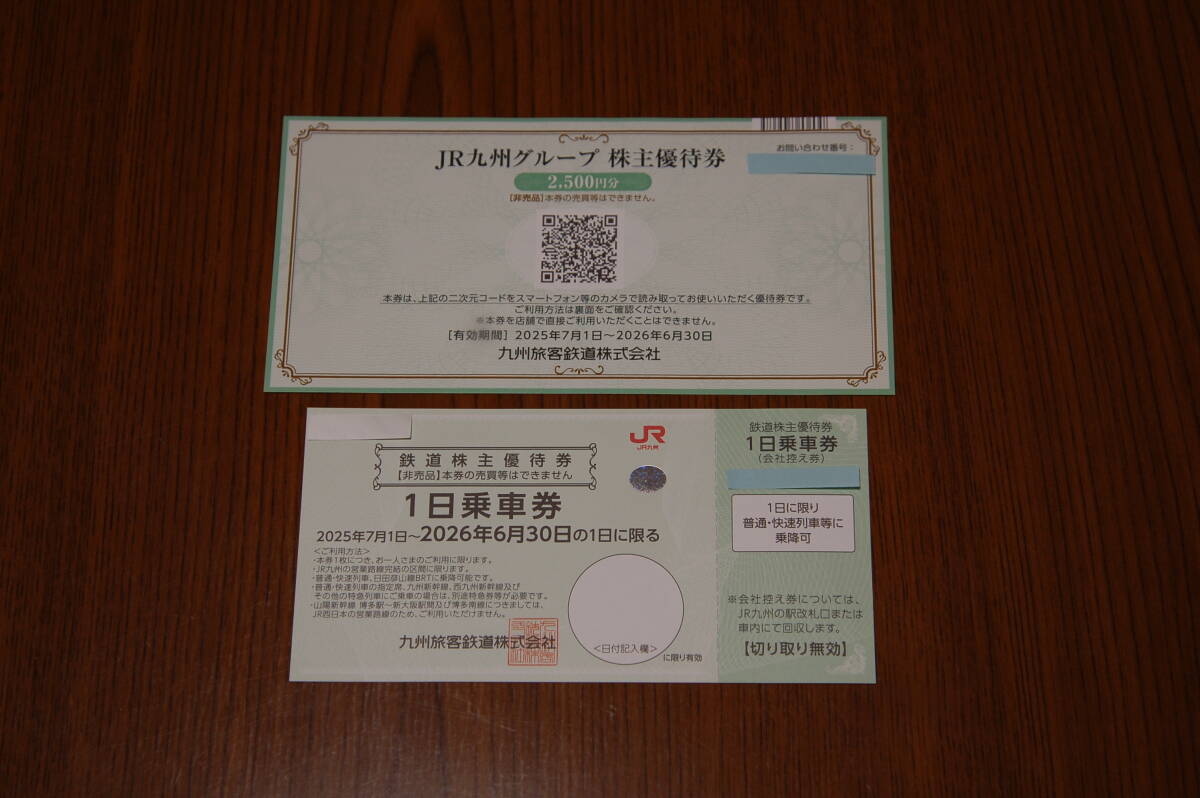 JR九州グループ 株主優待券
お問い合わせ番号：
2,500円分
【非売品】本券の売買等はできません。
本券は、上記の二次元コードをスマートフォン等のカメラで読み取ってお使いいただく優待券です。
ご利用方法は裏面をご確認ください。
※本券を店舗で直接ご利用いただくことはできません。
[有効期間] 2025年7月1日～2026年6月30日
九州旅客鉄道株式会社
鉄道株主優待券
【非売品】本券の売買等はできません
JR
JR九州
1日乗車券
2025年7月1日～2026年6月30日の1日に限る
＜ご利用方法＞
・本券1枚につき、お一人さまのご利用に限ります。
・JR九州の営業路線完結の区間に限ります。
・普通・快速列車、日田彦山線BRTに乗降可能です。
・普通・快速列車の指定席、九州新幹線、西九州新幹線及び
その他の特急列車にご乗車の場合は、別途特急券等が必要です。
・山陽新幹線 博多駅～新大阪駅間及び博多南線につきましては、
JR西日本の営業路線のため、ご利用いただけません。
九州旅客鉄道株式会社
＜日付記入欄＞
に限り有効
鉄道株主優待券
1日乗車券
(会社控え券)
1日に限り
普通・快速列車等に
乗降可
※会社控え券については、
JR九州の駅改札口または
車内にて回収します。
【切り取り無効】